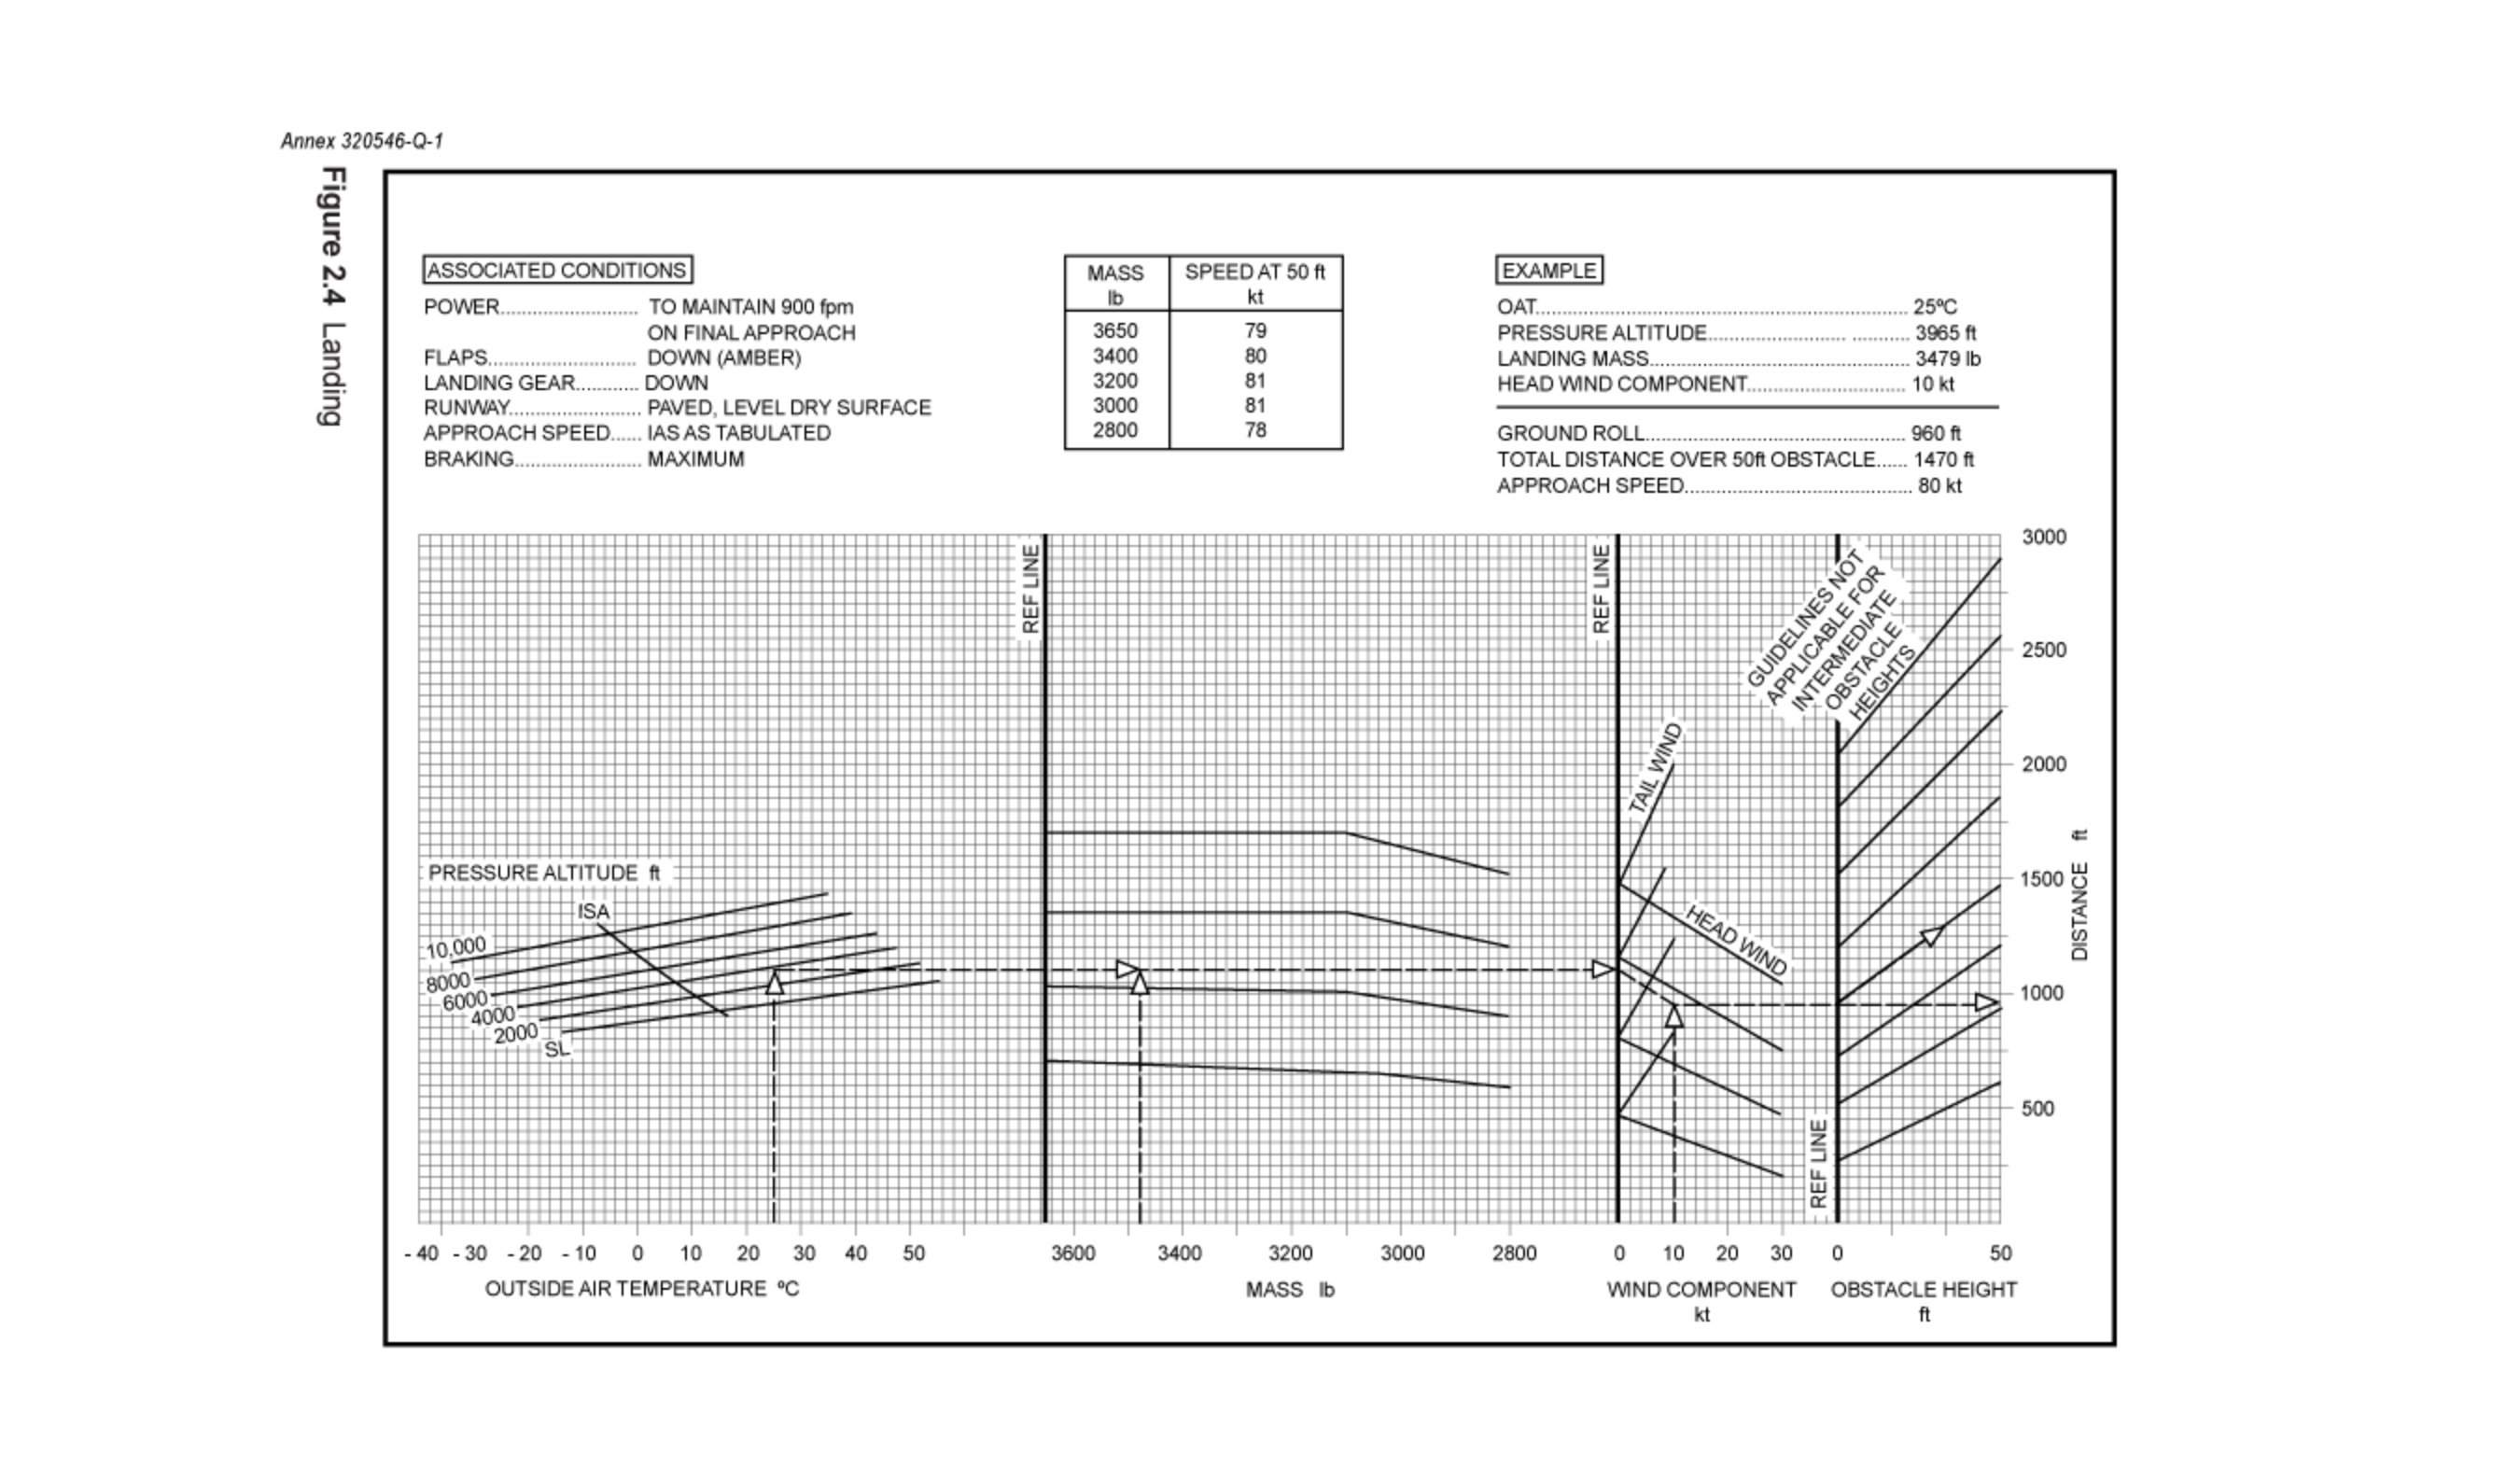 Annex 320546-Q-1
Figure 2.4 Landing
ASSOCIATED CONDITIONS
POWER......................... TO MAINTAIN 900 fpm
ON FINAL APPROACH
FLAPS........................... DOWN (AMBER)
LANDING GEAR........... DOWN
RUNWAY........................ PAVED, LEVEL DRY SURFACE
APPROACH SPEED...... IAS AS TABULATED
BRAKING....................... MAXIMUM
MASS SPEED AT 50 ft
lb kt
3650 79
3400 80
3200 81
3000 81
2800 78
EXAMPLE
OAT.................................................................... 25ºC
PRESSURE ALTITUDE......................... .......... 3965 ft
LANDING MASS............................................... 3479 lb
HEAD WIND COMPONENT............................. 10 kt
GROUND ROLL............................................... 960 ft
TOTAL DISTANCE OVER 50ft OBSTACLE...... 1470 ft
APPROACH SPEED......................................... 80 kt
REF LINE
REF LINE
GUIDELINES NOT
APPLICABLE FOR
INTERMEDIATE
OBSTACLE
HEIGHTS
3000
2500
2000
1500
1000
500
DISTANCE ft
TAIL WIND
HEAD WIND
REF LINE
PRESSURE ALTITUDE ft
ISA
10,000
8000
6000
4000
2000
SL
- 40 - 30 - 20 - 10 0 10 20 30 40 50 3600 3400 3200 3000 2800 0 10 20 30 0 50
OUTSIDE AIR TEMPERATURE ºC MASS lb WIND COMPONENT OBSTACLE HEIGHT
kt ft